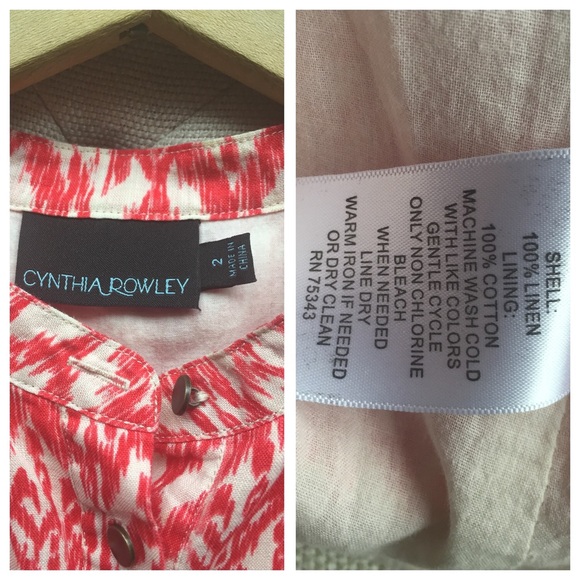 CYNTHIA ROWLEY
2
MADE IN
CHINA
SHELL:
100% LINEN
LINING:
100% COTTON
MACHINE WASH COLD
WITH LIKE COLORS
GENTLE CYCLE
ONLY NON CHLORINE
BLEACH
WHEN NEEDED
LINE DRY
WARM IRON IF NEEDED
OR DRY CLEAN
RN 75343